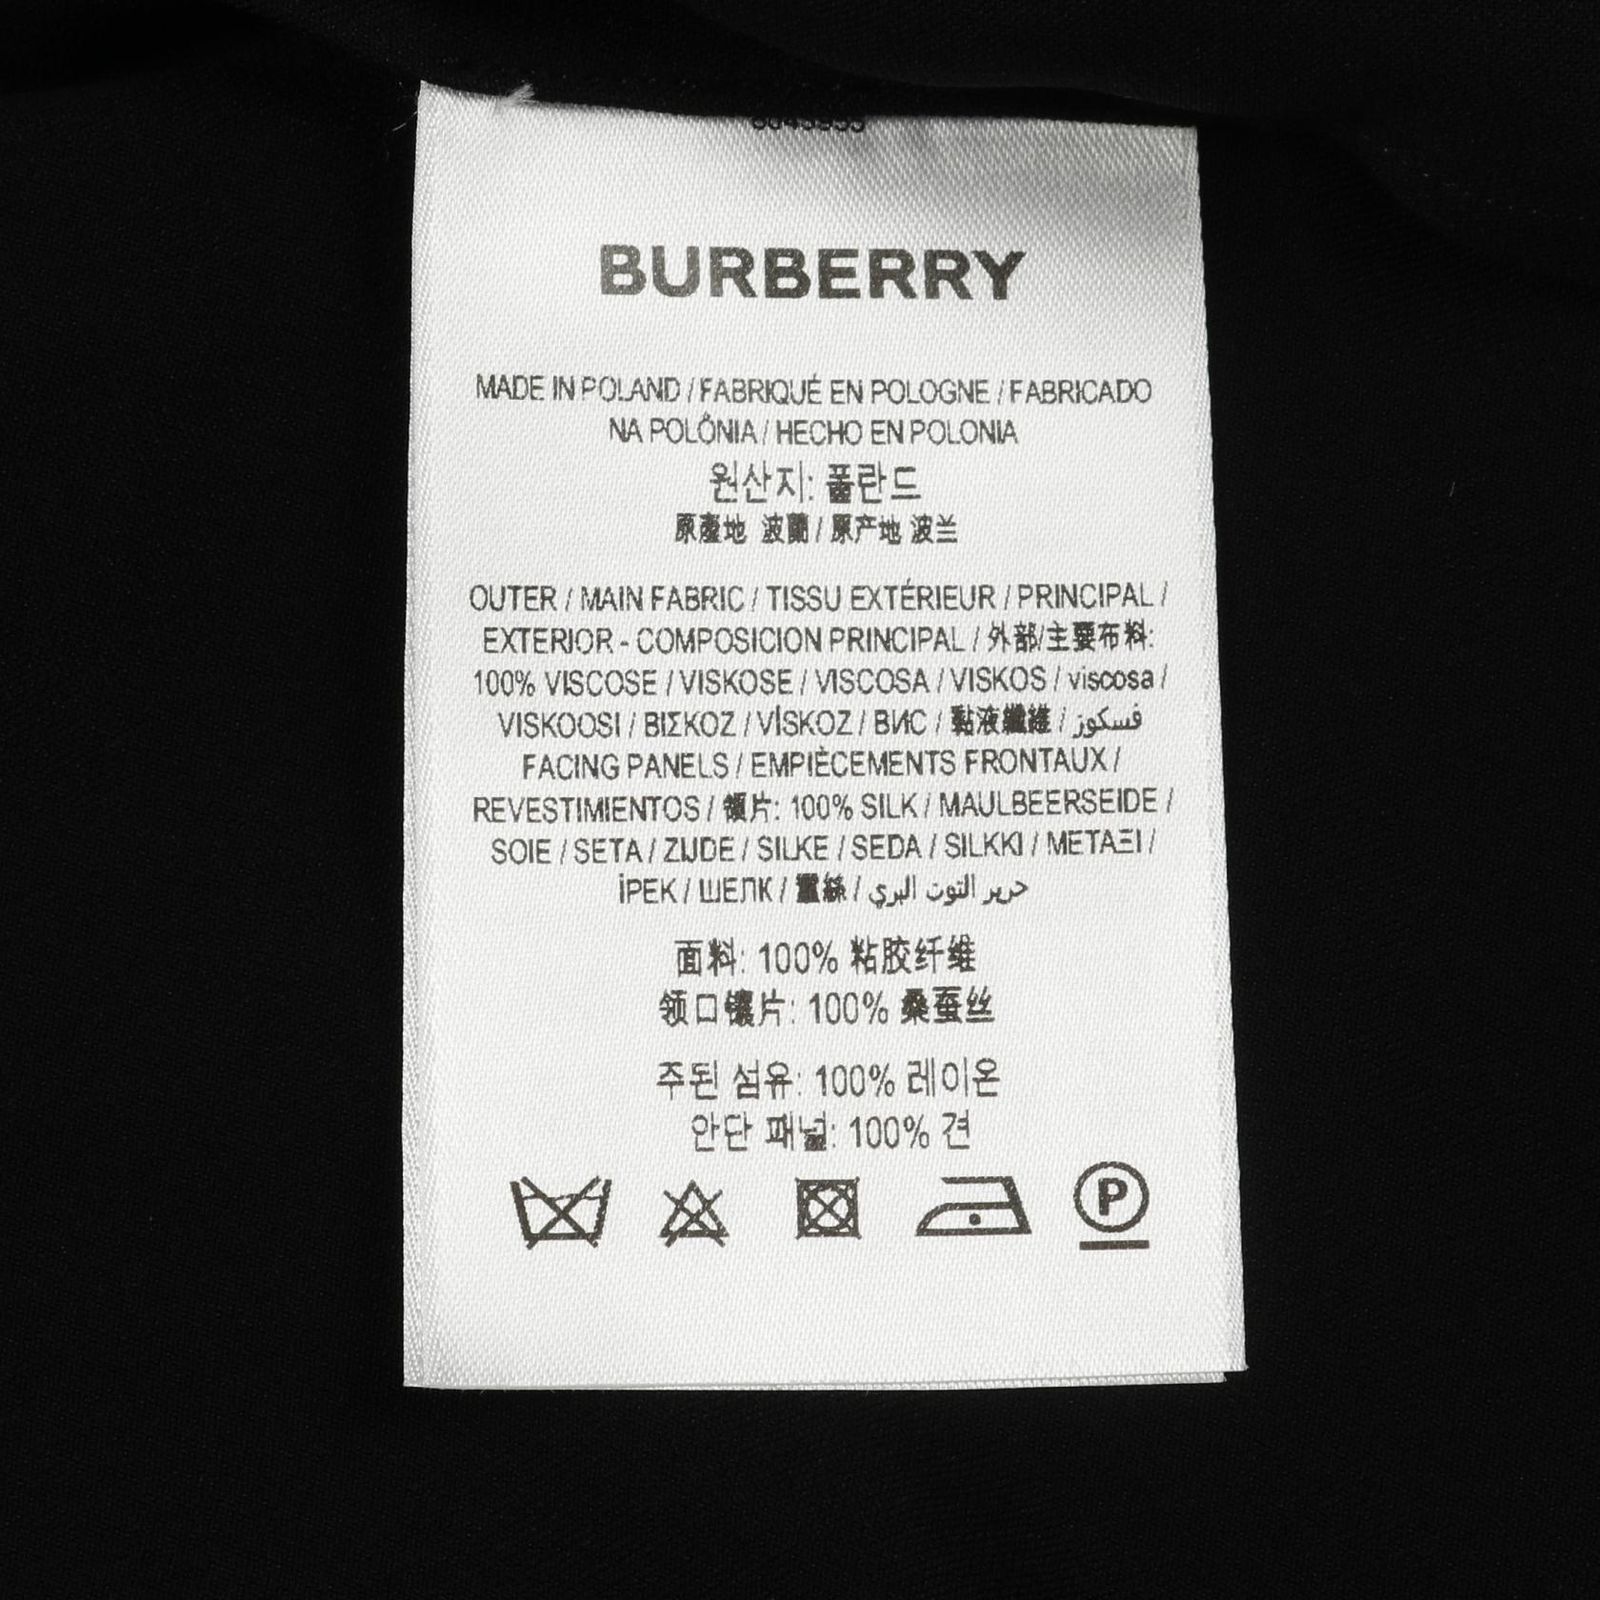 BURBERRY
MADE IN POLAND / FABRIQUÉ EN POLOGNE / FABRICADO
NA POLÔNIA / HECHO EN POLONIA
원산지: 폴란드
原產地 波蘭 / 原产地 波兰
OUTER / MAIN FABRIC / TISSU EXTÉRIEUR / PRINCIPAL /
EXTERIOR - COMPOSICION PRINCIPAL / 外部/主要布料:
100% VISCOSE / VISKOSE / VISCOSA / VISKOS / viscosa /
VISKOOSI / ΒΙΣΚΟΖ / VİSKOZ / ВИС / 黏液纖維 / فسكوز
FACING PANELS / EMPIÈCEMENTS FRONTAUX /
REVESTIMIENTOS / 領片: 100% SILK / MAULBEERSEIDE /
SOIE / SETA / ZIJDE / SILKE / SEDA / SILKKI / ΜΕΤΑΞΙ /
İPEK / ШЕЛК / 蠶絲 / حرير التوت البري
面料: 100% 粘胶纤维
领口镶片: 100% 桑蚕丝
주된 섬유: 100% 레이온
안단 패널: 100% 견
P